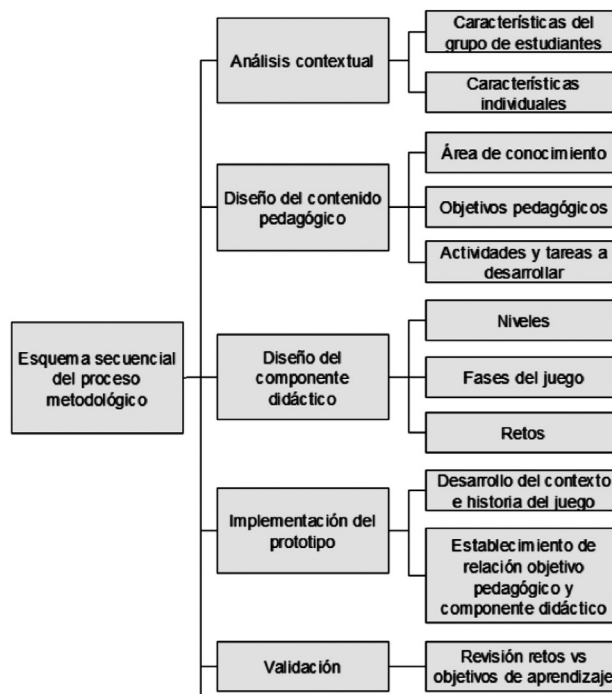 Esquema secuencial
del proceso
metodológico
Análisis contextual
Características del
grupo de estudiantes
Características
individuales
Diseño del contenido
pedagógico
Área de conocimiento
Objetivos pedagógicos
Actividades y tareas a
desarrollar
Diseño del
componente
didáctico
Niveles
Fases del juego
Retos
Implementación del
prototipo
Desarrollo del contexto
e historia del juego
Establecimiento de
relación objetivo
pedagógico y
componente didáctico
Validación
Revisión retos vs
objetivos de aprendizaje